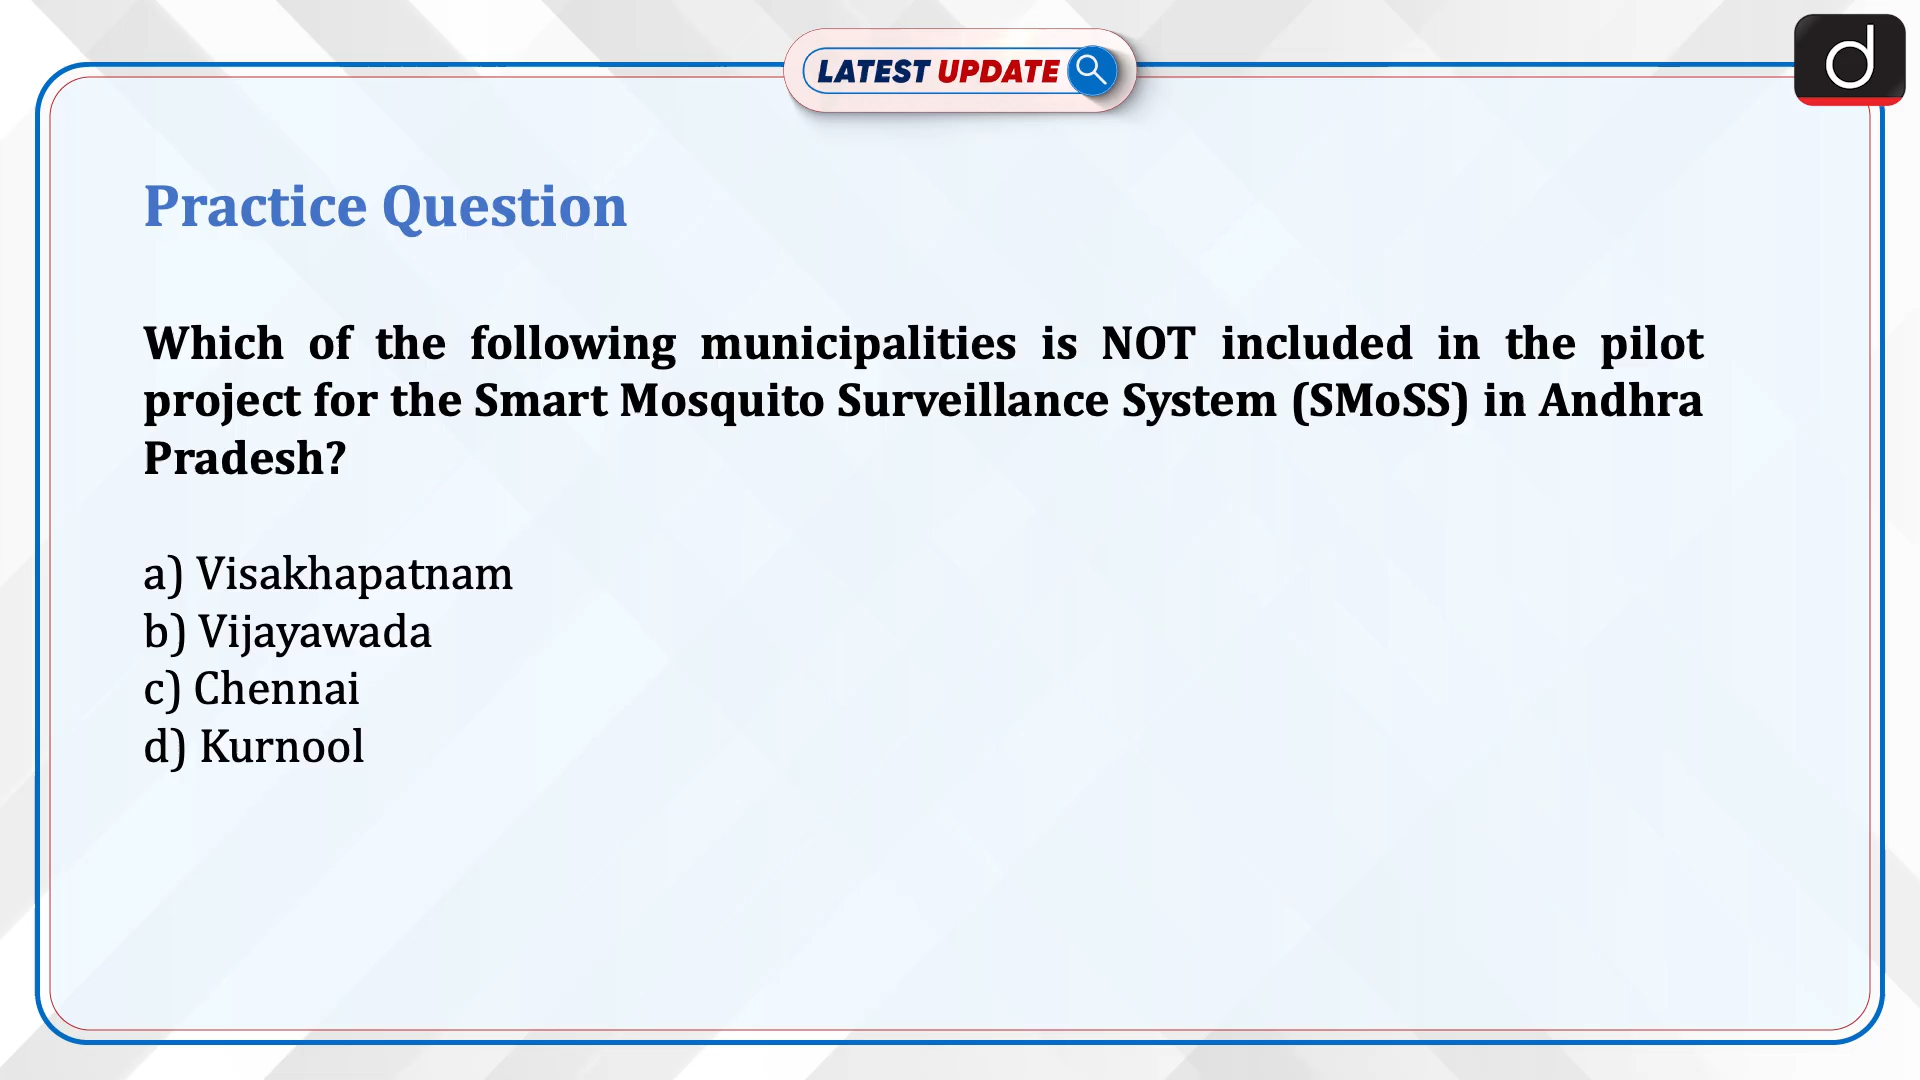 LATEST UPDATE
d
Practice Question
Which of the following municipalities is NOT included in the pilot
project for the Smart Mosquito Surveillance System (SMoSS) in Andhra
Pradesh?
a) Visakhapatnam
b) Vijayawada
c) Chennai
d) Kurnool